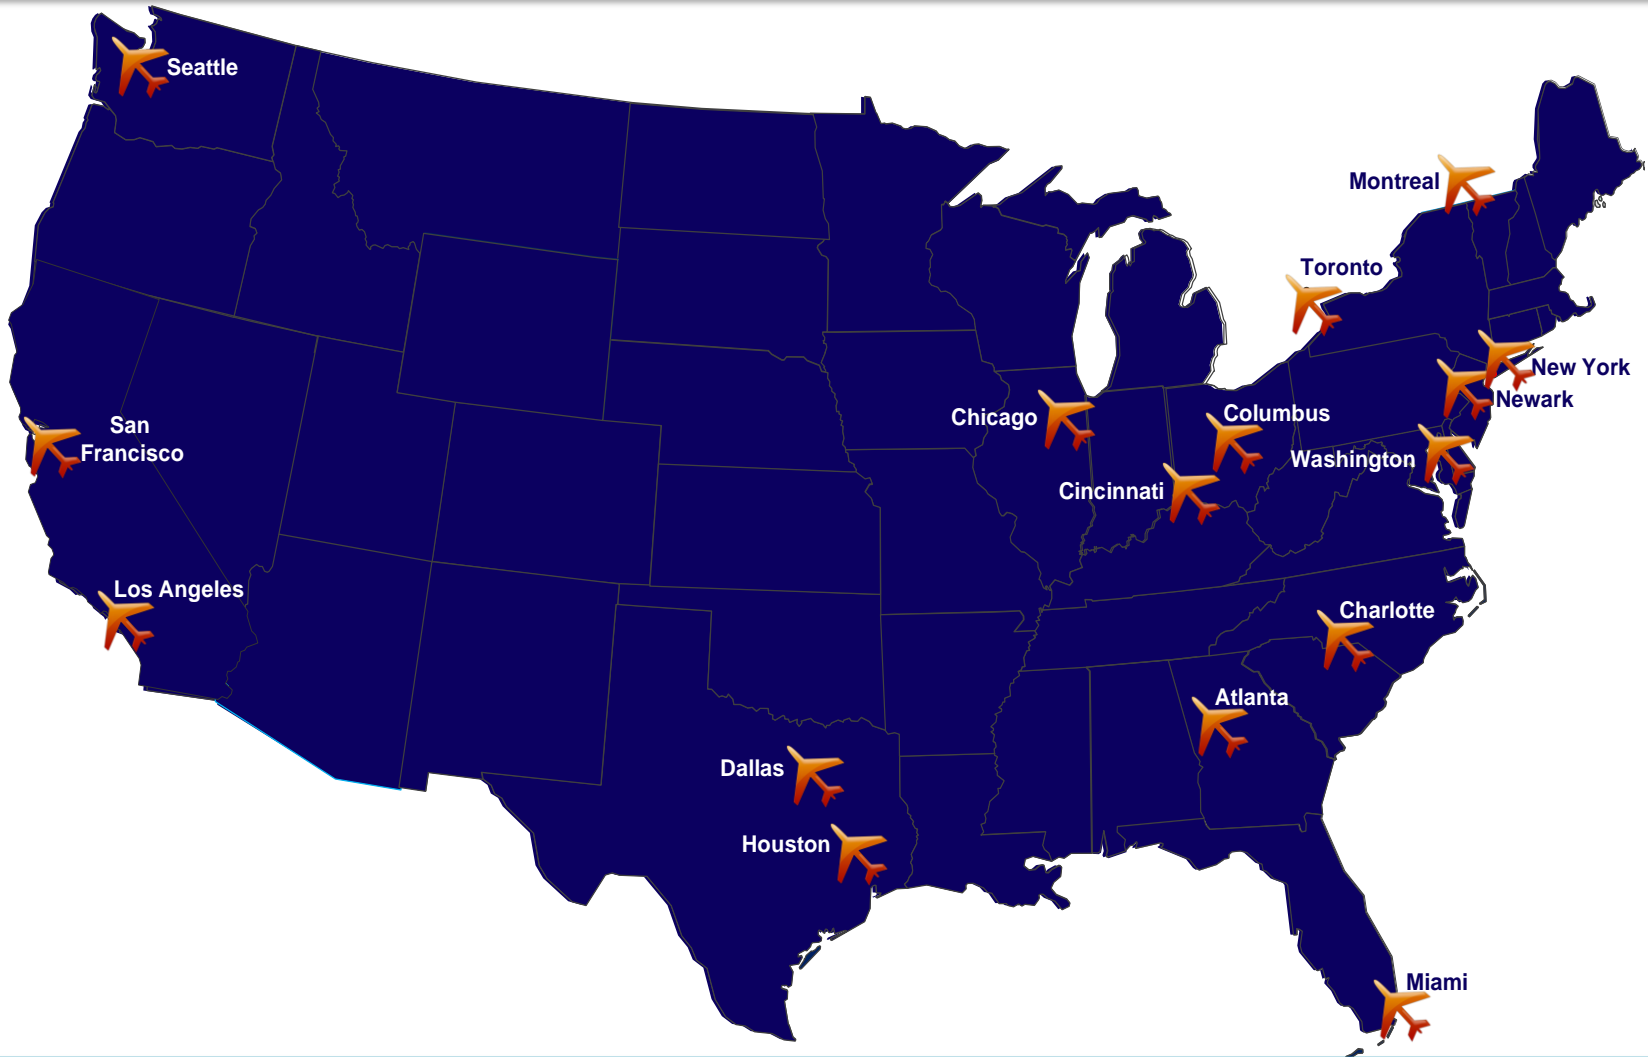 Seattle
Montreal
Toronto
New York
Newark
Chicago
Columbus
San
Francisco
Washington
Cincinnati
Los Angeles
Charlotte
Atlanta
Dallas
Houston
Miami